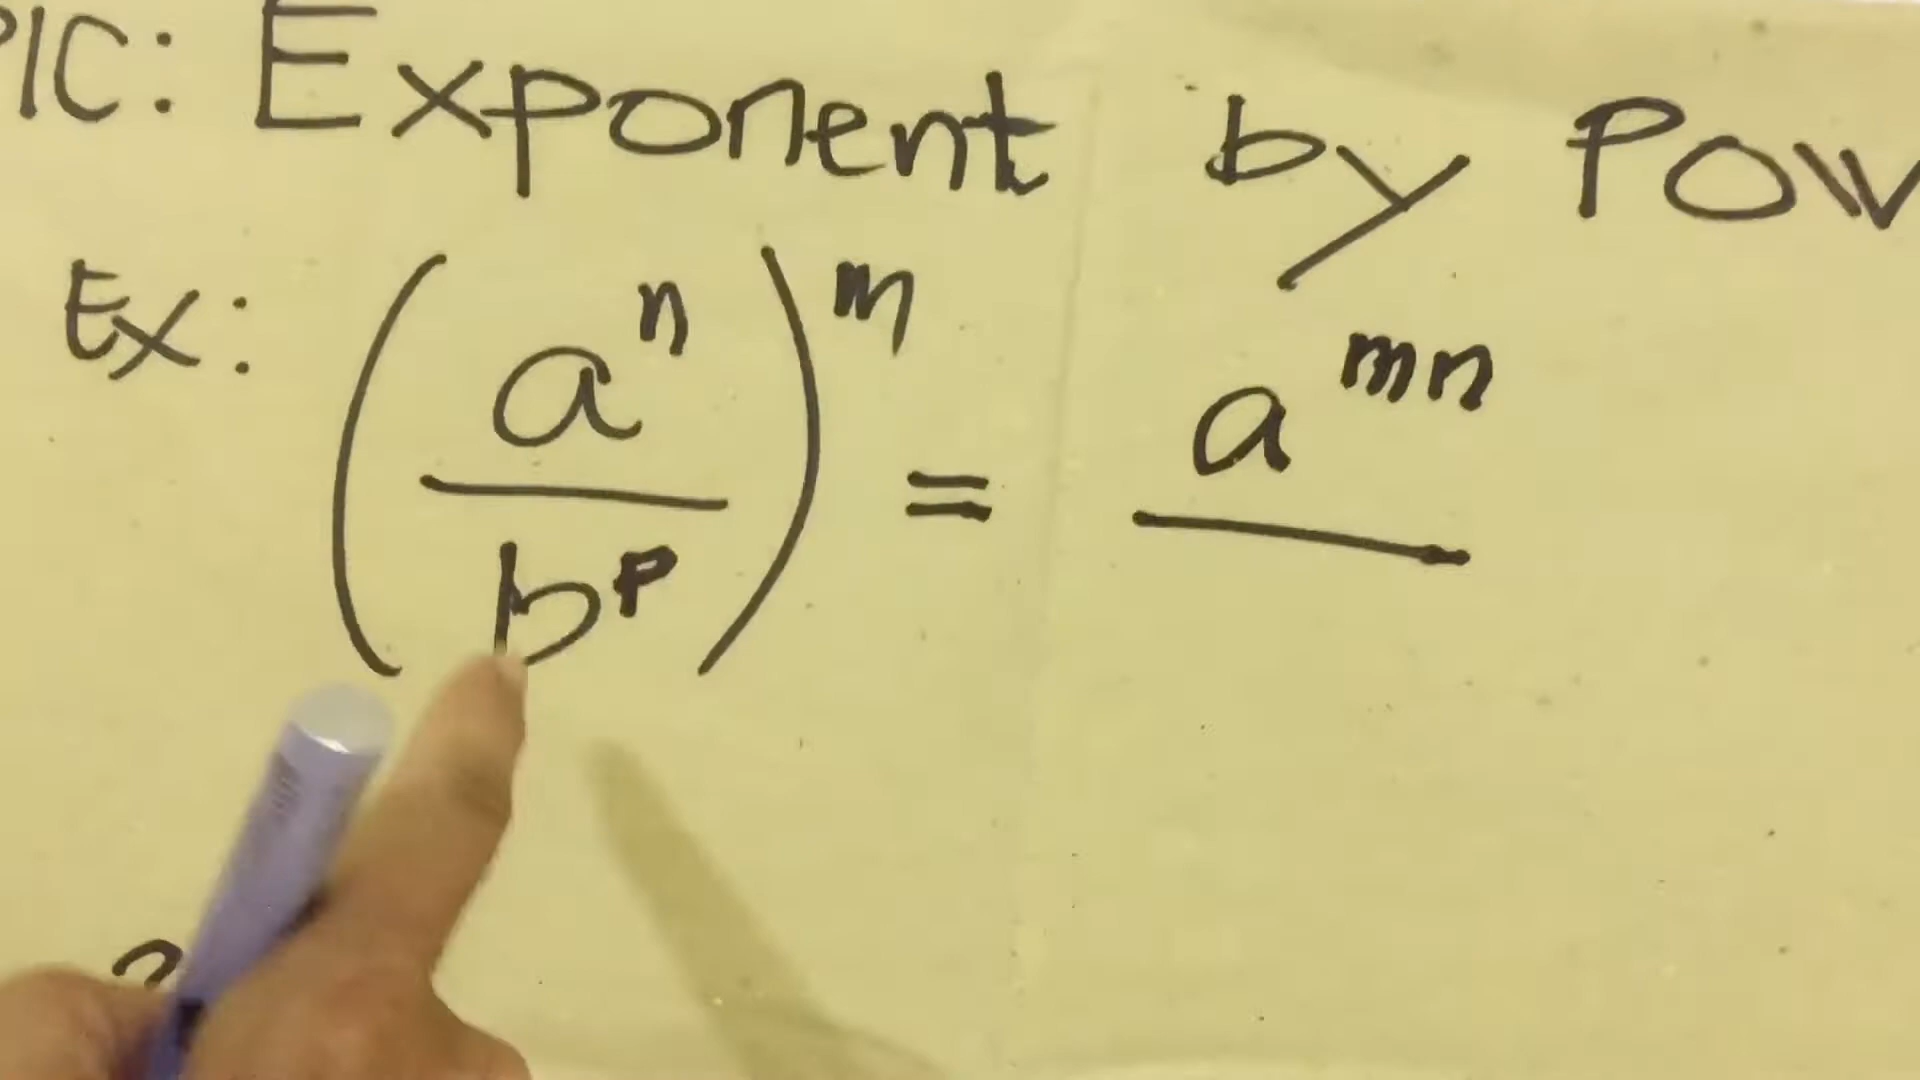 PIC: Exponent by Pow
Ex: (a^n / b^p)^m = a^mn /